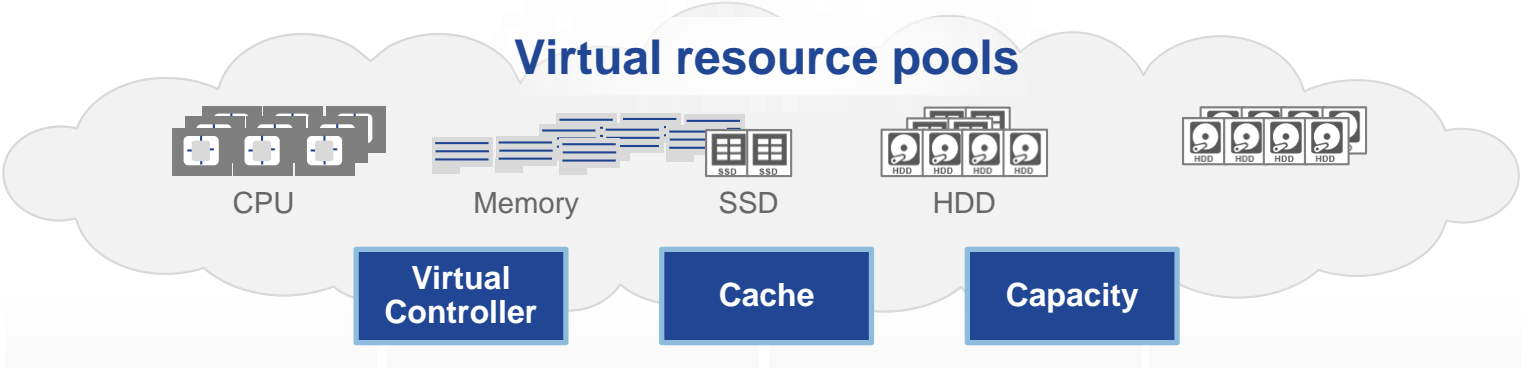 Virtual resource pools
SSD SSD
HDD HDD HDD HDD
HDD HDD HDD HDD
CPU Memory SSD HDD
Virtual
Controller
Cache
Capacity